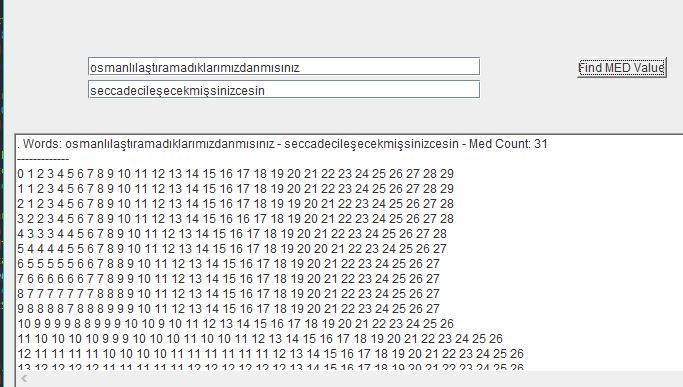 osmanlılaştıramadıklarımızdanmısınız
Find MED Value
seccadecileşecekmişsinizcesin
. Words: osmanlılaştıramadıklarımızdanmısınız - seccadecileşecekmişsinizcesin - Med Count: 31
-------------
0 1 2 3 4 5 6 7 8 9 10 11 12 13 14 15 16 17 18 19 20 21 22 23 24 25 26 27 28 29
1 1 2 3 4 5 6 7 8 9 10 11 12 13 14 15 16 17 18 19 20 21 22 23 24 25 26 27 28 29
2 1 2 3 4 5 6 7 8 9 10 11 12 13 14 15 16 17 18 19 20 21 22 23 24 25 26 27 28
3 2 2 3 4 5 6 7 8 9 10 11 12 13 14 15 16 17 18 19 20 21 22 23 24 25 26 27 28
4 3 3 3 4 4 5 6 7 8 9 10 11 12 13 14 15 16 17 18 19 20 21 22 23 24 25 26 27 28
5 4 4 4 4 5 5 6 7 8 9 10 11 12 13 14 15 16 17 18 19 20 20 21 22 23 24 25 26 27
6 5 5 5 5 5 6 6 7 8 9 9 10 11 12 13 14 15 16 17 18 19 20 21 22 23 24 25 26 27
7 6 6 6 6 6 6 7 7 8 9 9 10 11 12 13 14 15 16 17 18 19 20 21 22 23 24 25 26 27
8 7 7 7 7 7 7 7 8 8 8 9 10 11 12 13 14 15 16 17 18 19 20 21 22 23 24 25 26 27
9 8 8 8 8 7 8 8 8 9 9 9 10 11 12 13 14 15 16 17 18 19 20 21 22 23 24 25 26 27
10 9 9 9 9 8 8 9 9 9 10 10 9 10 11 12 13 14 15 16 17 18 19 20 21 22 23 24 25 26
11 10 10 10 10 9 9 9 10 10 10 11 10 10 11 12 13 14 15 16 17 18 19 20 21 22 23 24 25 26
12 11 11 11 11 10 10 10 10 11 11 11 11 11 11 12 13 14 15 16 17 18 19 20 21 22 23 24 25 26